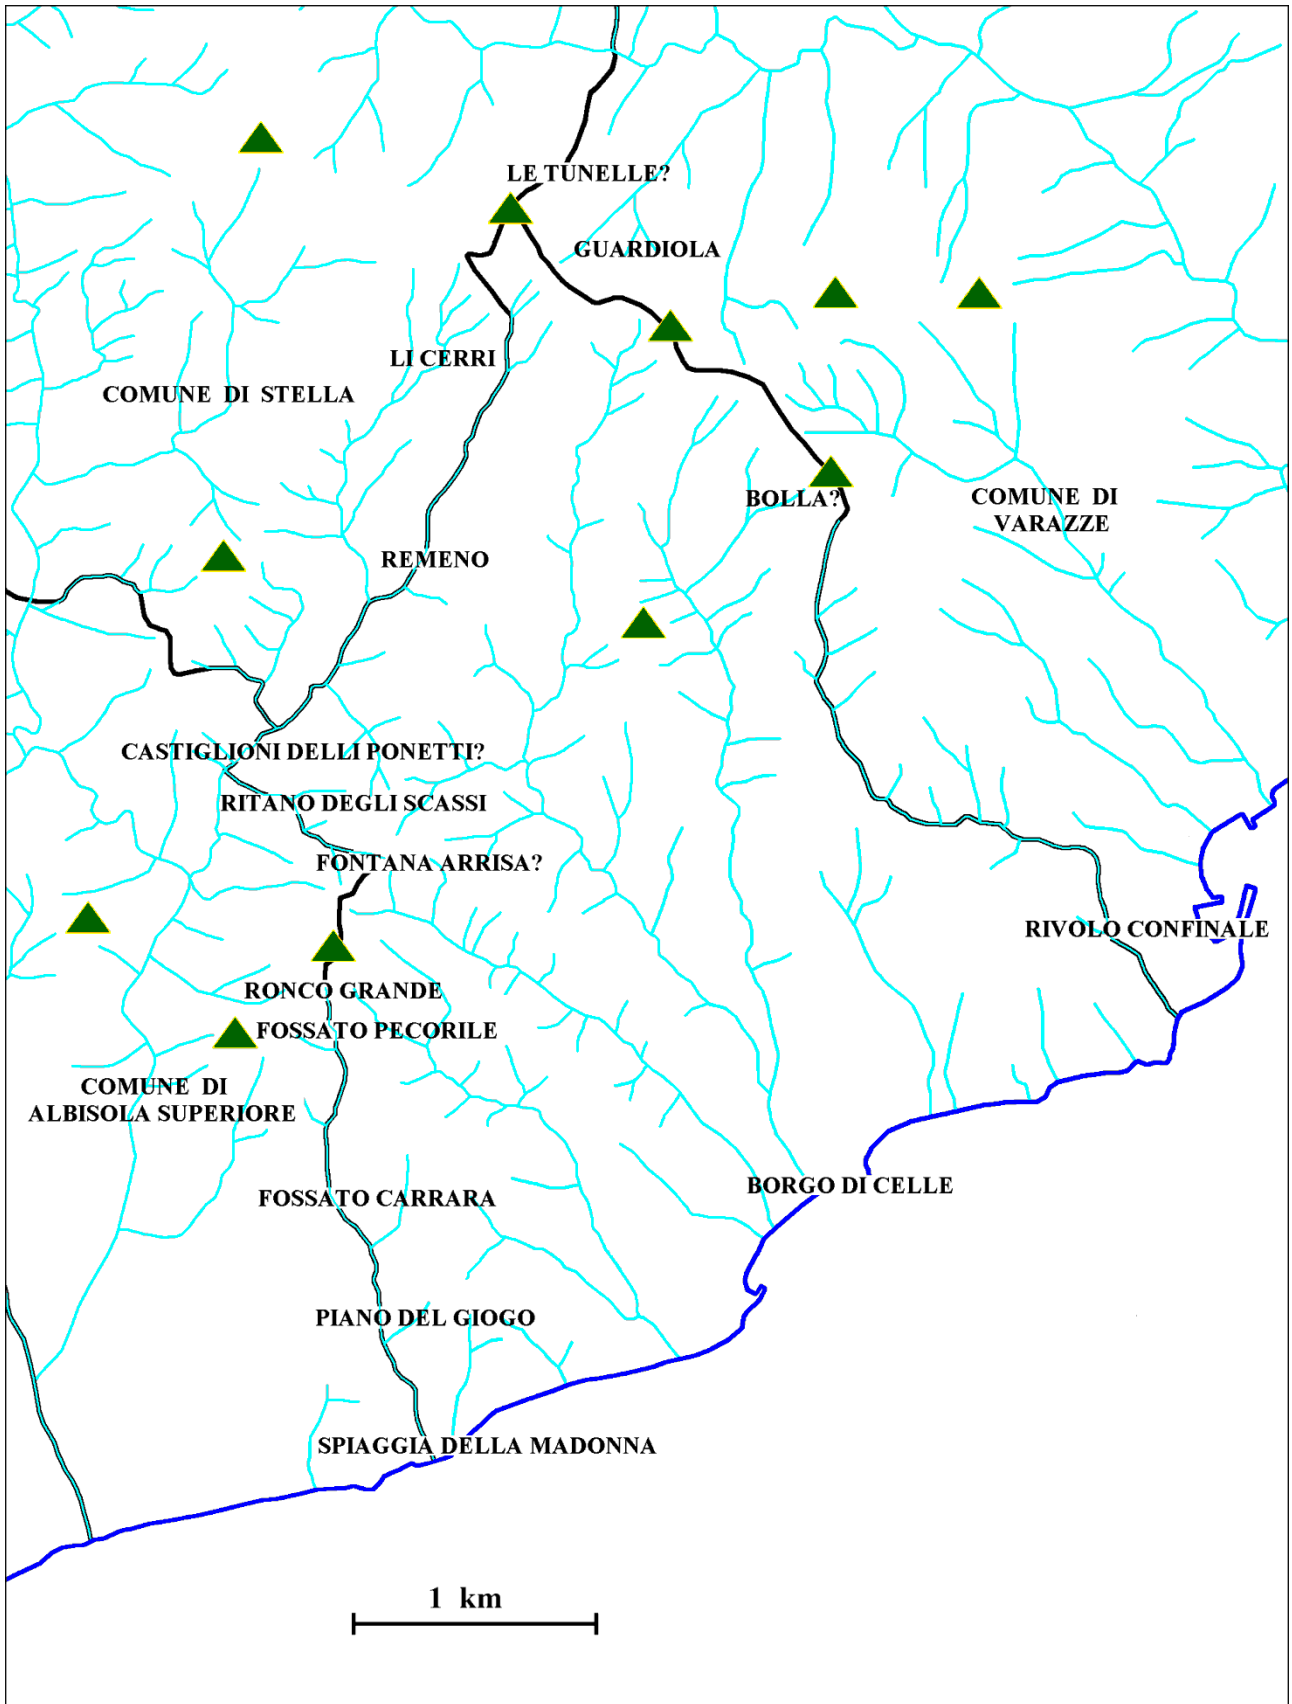 LE TUNELLE?
GUARDIOLA
LI CERRI
COMUNE DI STELLA
BOLLA?
COMUNE DI
VARAZZE
REMENO
CASTIGLIONI DELLI PONETTI?
RITANO DEGLI SCASSI
FONTANA ARRISA?
RIVOLO CONFINALE
RONCO GRANDE
FOSSATO PECORILE
COMUNE DI
ALBISOLA SUPERIORE
BORGO DI CELLE
FOSSATO CARRARA
PIANO DEL GIOGO
SPIAGGIA DELLA MADONNA
1 km